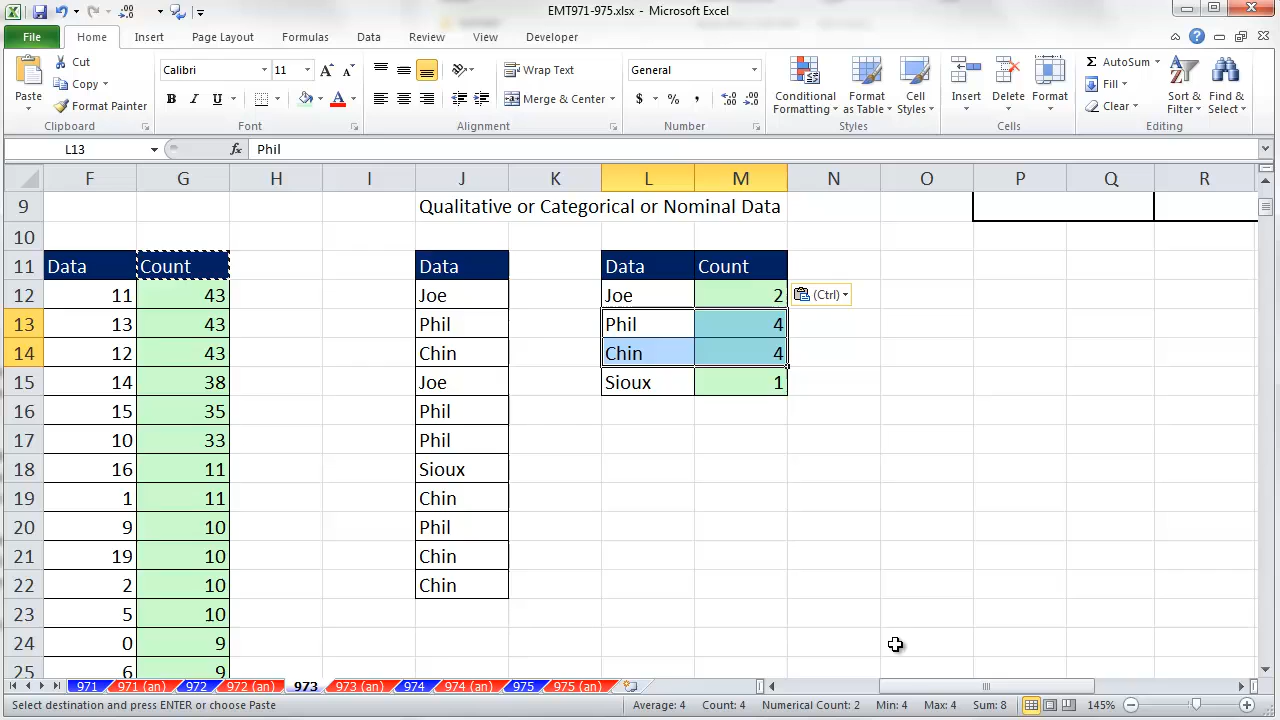 EMT971-975.xlsx - Microsoft Excel
File Home Insert Page Layout Formulas Data Review View Developer
Paste Cut Copy Format Painter Clipboard
Calibri 11 B I U A A A Font
Wrap Text Merge & Center Alignment
General $ % , Number
Conditional Formatting Format as Table Cell Styles Styles
Insert Delete Format Cells
Σ AutoSum Fill Clear Sort & Filter Find & Select Editing
L13 fx Phil
F G H I J K L M N O P Q R
9 Qualitative or Categorical or Nominal Data
10
11 Data Count Data Data Count
12 11 43 Joe Joe 2 (Ctrl)
13 13 43 Phil Phil 4
14 12 43 Chin Chin 4
15 14 38 Joe Sioux 1
16 15 35 Phil
17 10 33 Phil
18 16 11 Sioux
19 1 11 Chin
20 9 10 Phil
21 19 10 Chin
22 2 10 Chin
23 5 10
24 0 9
25 6 9
971 971 (an) 972 972 (an) 973 973 (an) 974 974 (an) 975 975 (an)
Select destination and press ENTER or choose Paste Average: 4 Count: 4 Numerical Count: 2 Min: 4 Max: 4 Sum: 8 145%